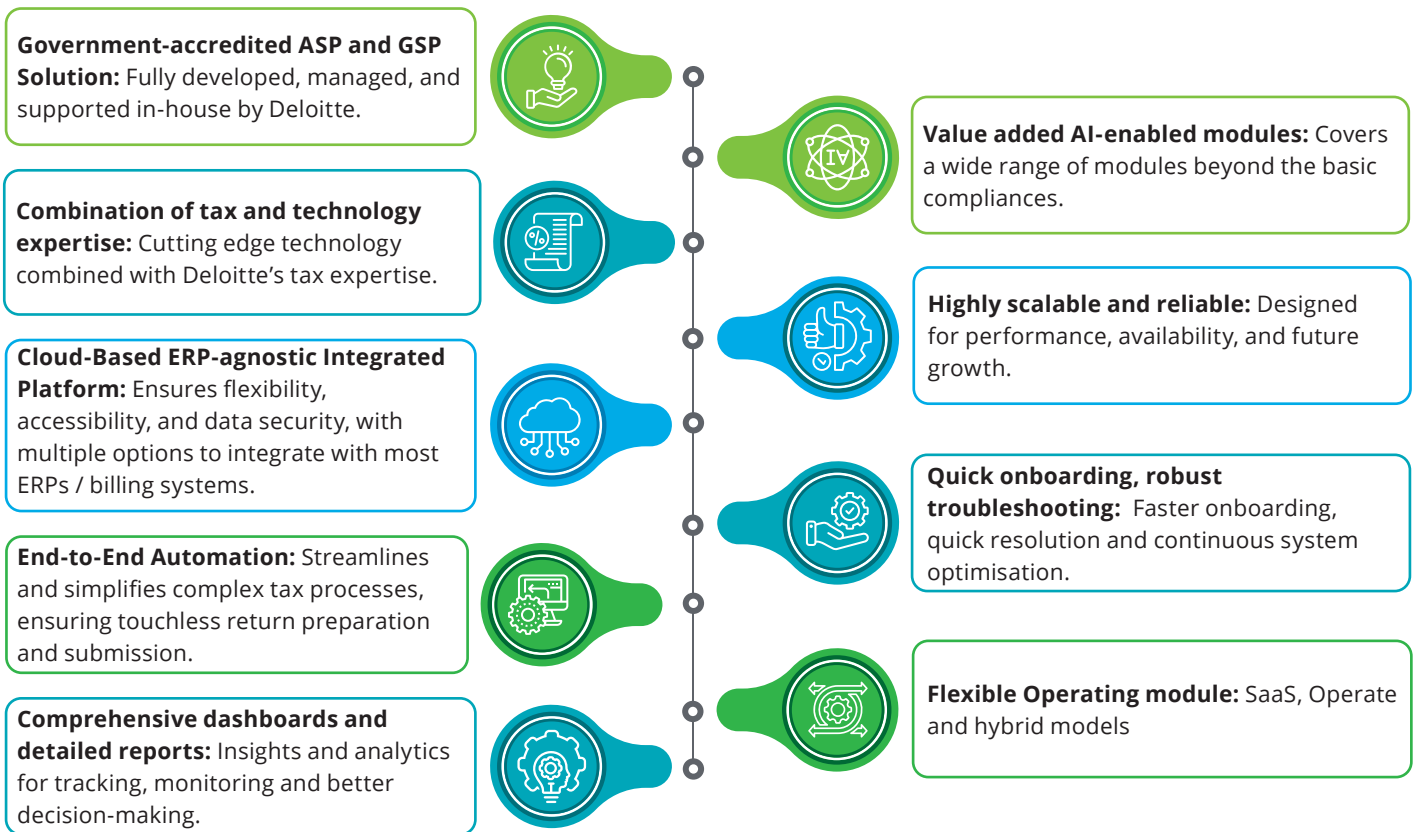 Government-accredited ASP and GSP
Solution: Fully developed, managed, and
supported in-house by Deloitte.
Value added AI-enabled modules: Covers
a wide range of modules beyond the basic
compliances.
Combination of tax and technology
expertise: Cutting edge technology
combined with Deloitte’s tax expertise.
Highly scalable and reliable: Designed
for performance, availability, and future
growth.
Cloud-Based ERP-agnostic Integrated
Platform: Ensures flexibility,
accessibility, and data security, with
multiple options to integrate with most
ERPs / billing systems.
Quick onboarding, robust
troubleshooting: Faster onboarding,
quick resolution and continuous system
optimisation.
End-to-End Automation: Streamlines
and simplifies complex tax processes,
ensuring touchless return preparation
and submission.
Flexible Operating module: SaaS, Operate
and hybrid models
Comprehensive dashboards and
detailed reports: Insights and analytics
for tracking, monitoring and better
decision-making.
%
AI